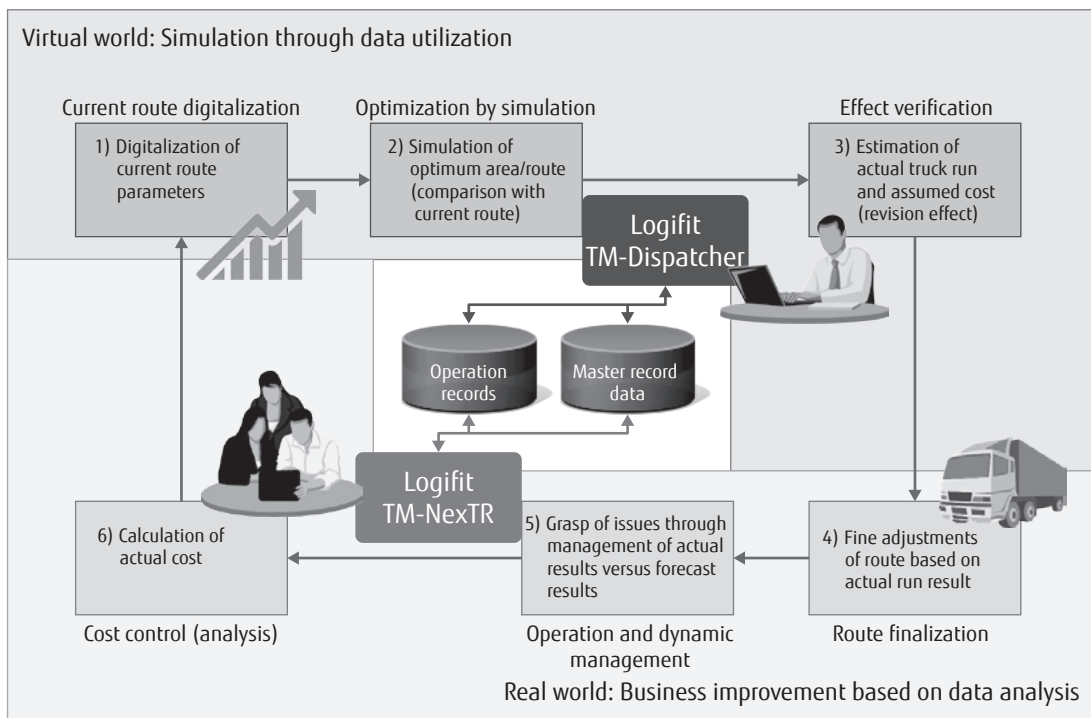 Virtual world: Simulation through data utilization
Current route digitalization
1) Digitalization of
current route
parameters
Optimization by simulation
2) Simulation of
optimum area/route
(comparison with
current route)
Effect verification
3) Estimation of
actual truck run
and assumed cost
(revision effect)
Logifit
TM-Dispatcher
Operation
records
Master record
data
Logifit
TM-NexTR
6) Calculation of
actual cost
Cost control (analysis)
5) Grasp of issues through
management of actual
results versus forecast
results
Operation and dynamic
management
4) Fine adjustments
of route based on
actual run result
Route finalization
Real world: Business improvement based on data analysis